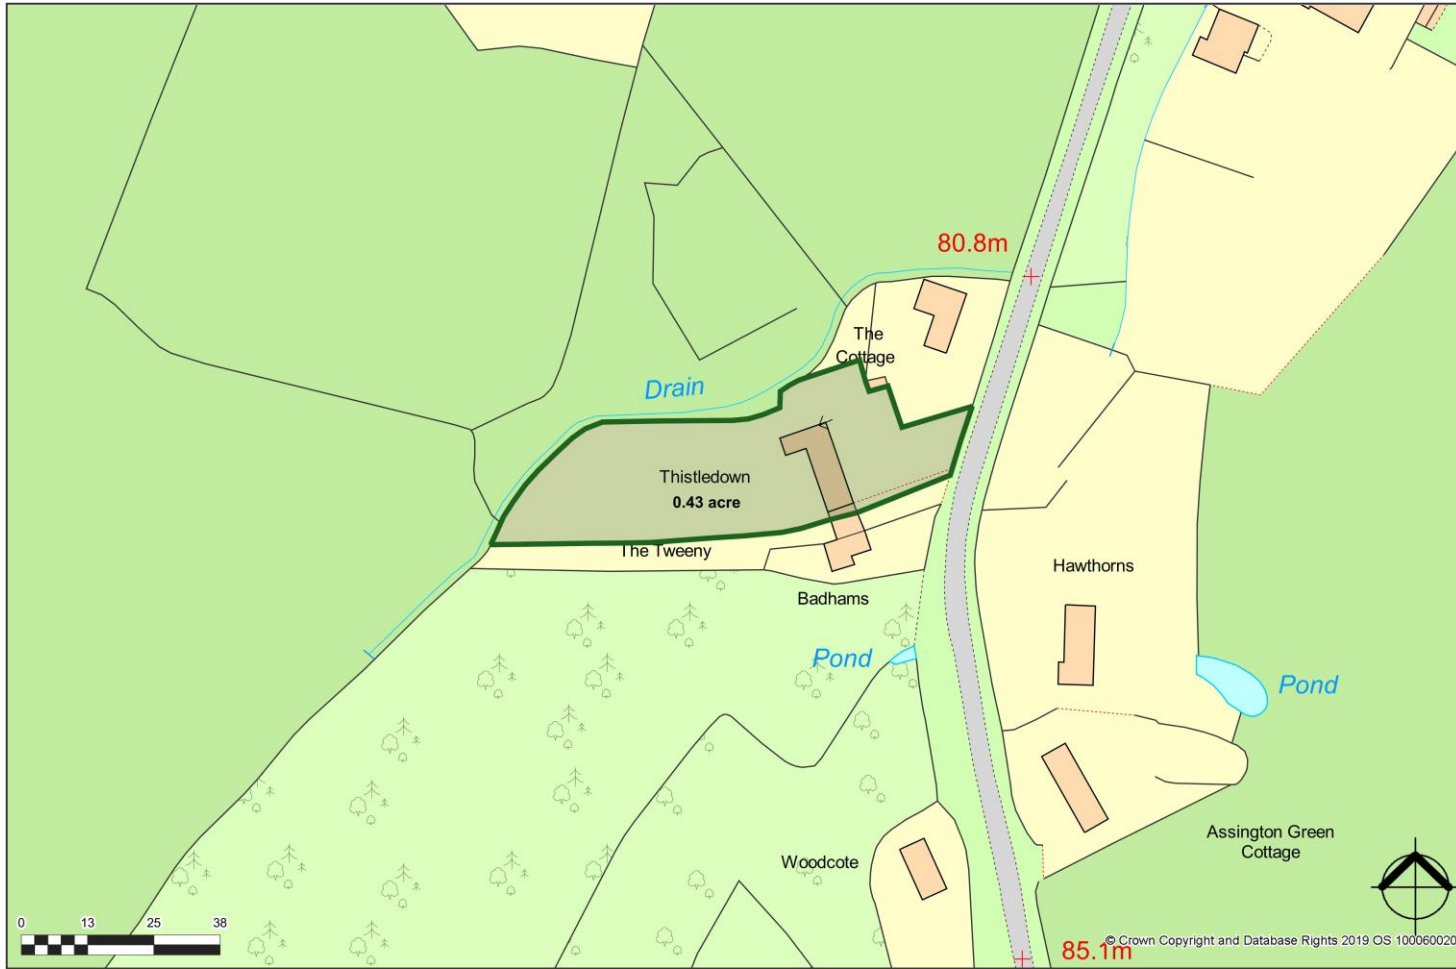 80.8m
The
Cottage
Drain
Thistledown
0.43 acre
The Tweeny
Hawthorns
Badhams
Pond
Pond
Assington Green
Cottage
Woodcote
0 13 25 38
85.1m
© Crown Copyright and Database Rights 2019 OS 100060020